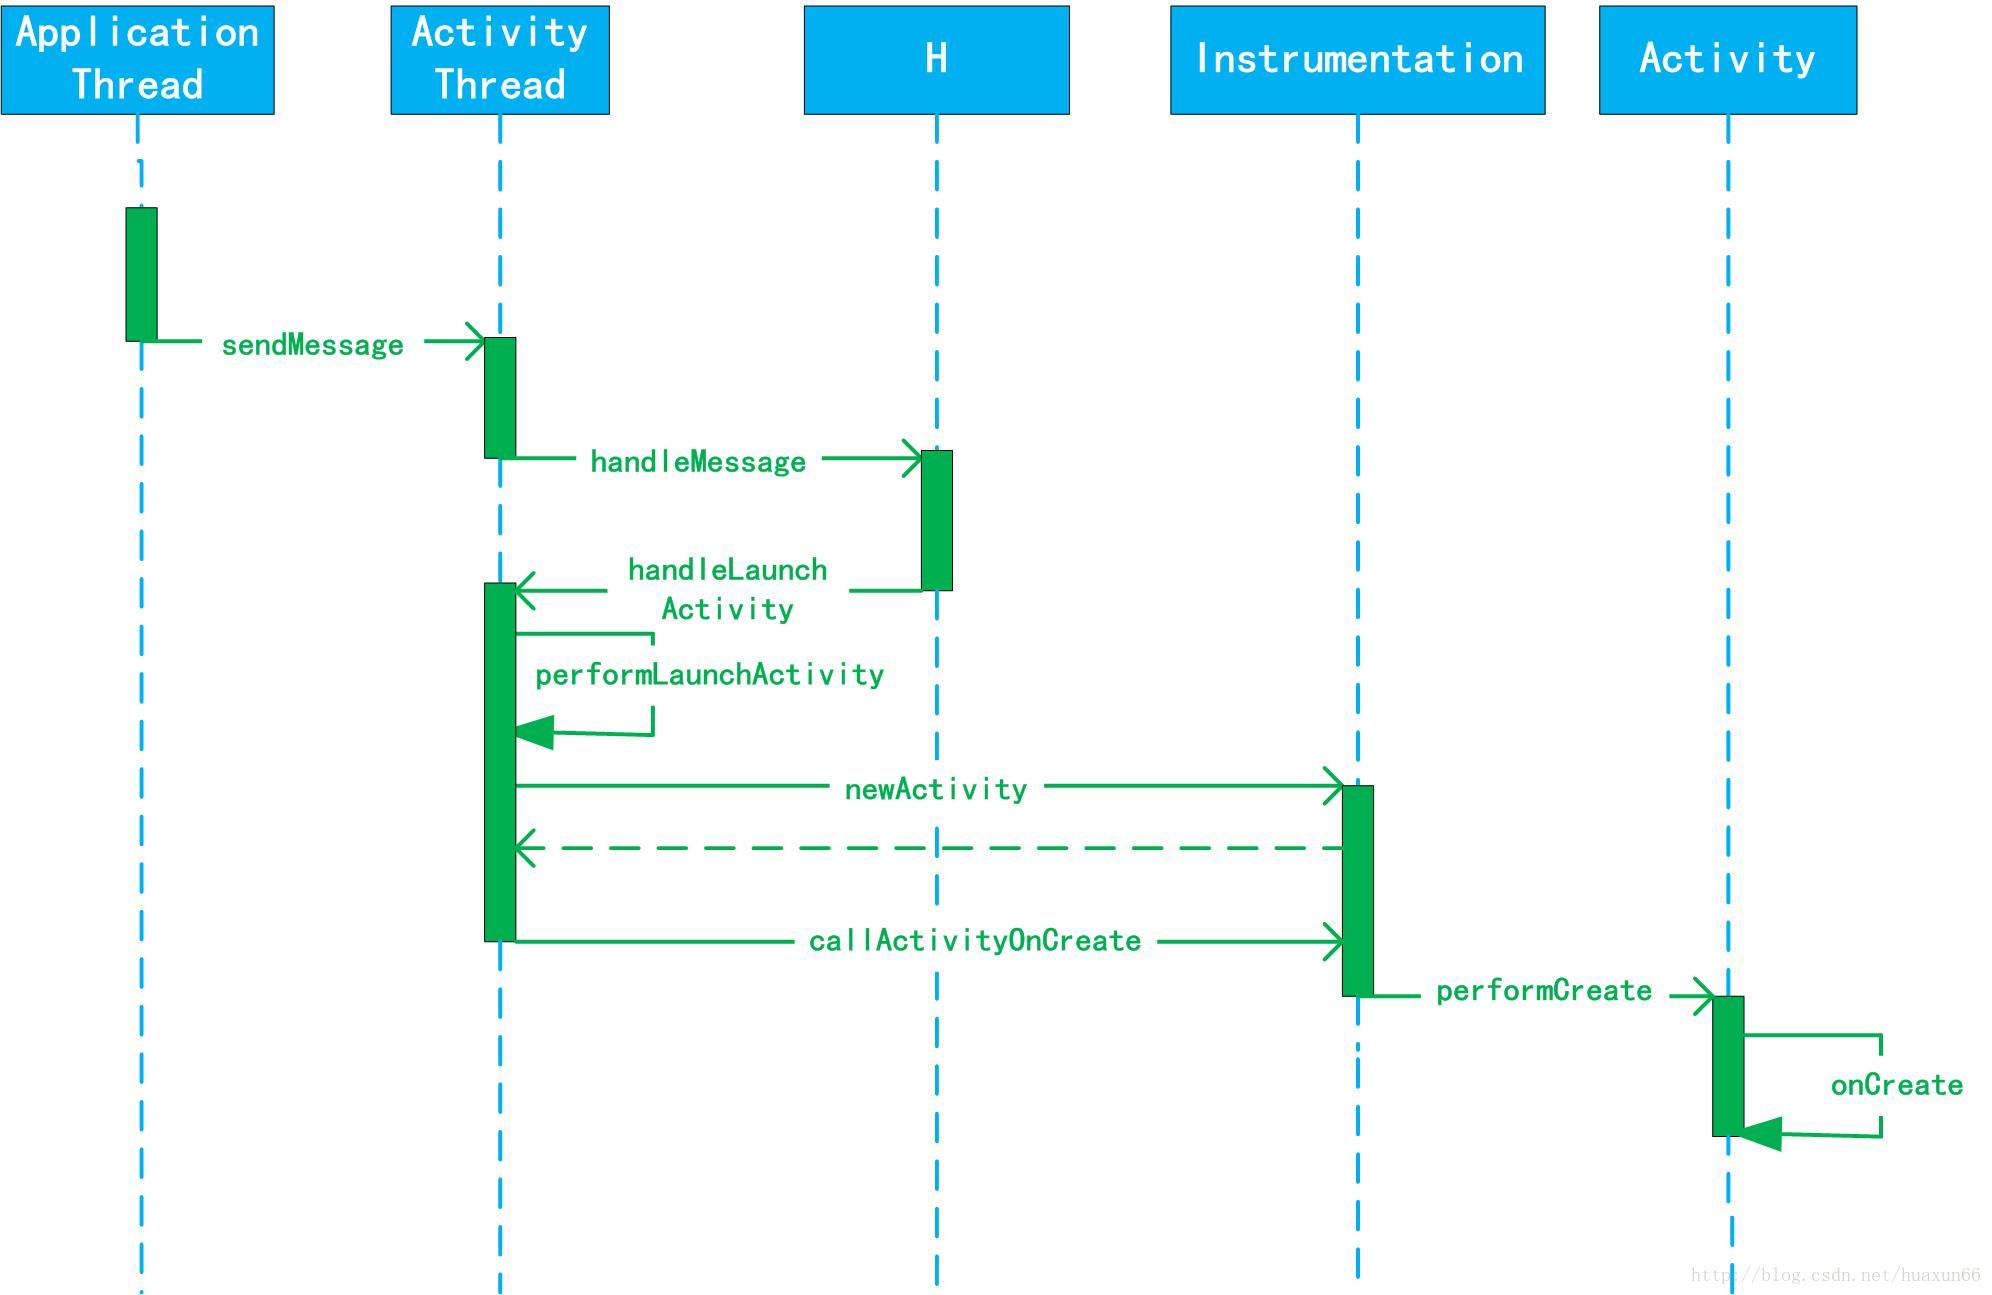 Application
Thread
Activity
Thread
H
Instrumentation
Activity
sendMessage
handleMessage
handleLaunch
Activity
performLaunchActivity
newActivity
callActivityOnCreate
performCreate
onCreate
http://blog.csdn.net/huaxun66